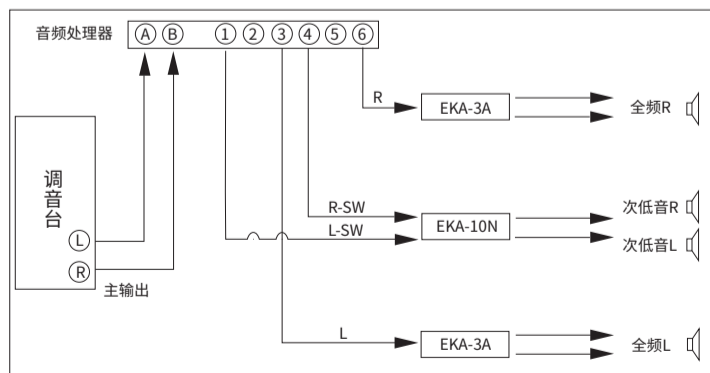 音频处理器 A B 1 2 3 4 5 6
R
EKA-3A
全频R
调音台
R-SW
次低音R
L-SW
EKA-10N
L
次低音L
R
主输出
L
EKA-3A
全频L